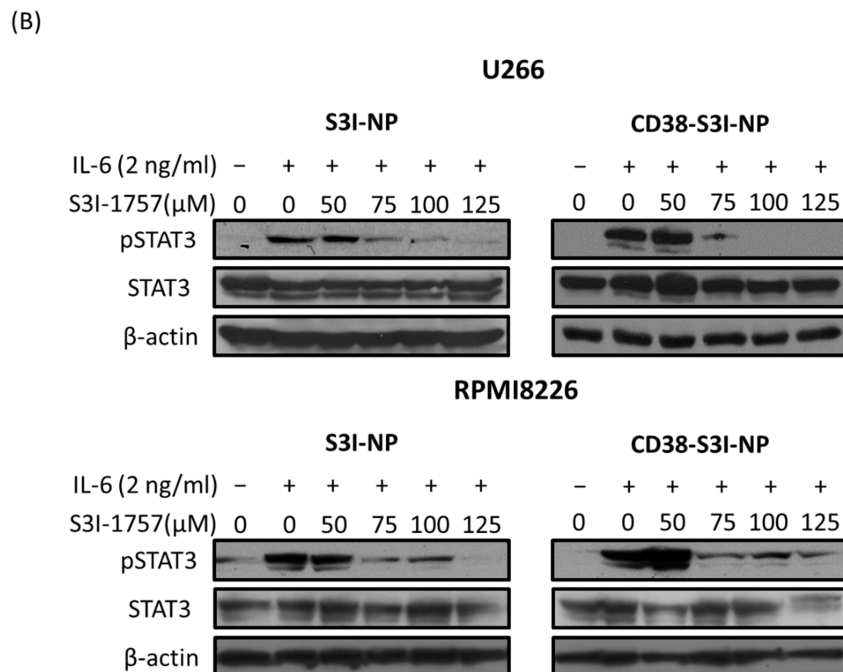 (B)
U266
S3I-NP CD38-S3I-NP
IL-6 (2 ng/ml) – + + + + + – + + + + +
S3I-1757(μM) 0 0 50 75 100 125 0 0 50 75 100 125
pSTAT3
STAT3
β-actin
RPMI8226
S3I-NP CD38-S3I-NP
IL-6 (2 ng/ml) – + + + + + – + + + + +
S3I-1757(μM) 0 0 50 75 100 125 0 0 50 75 100 125
pSTAT3
STAT3
β-actin